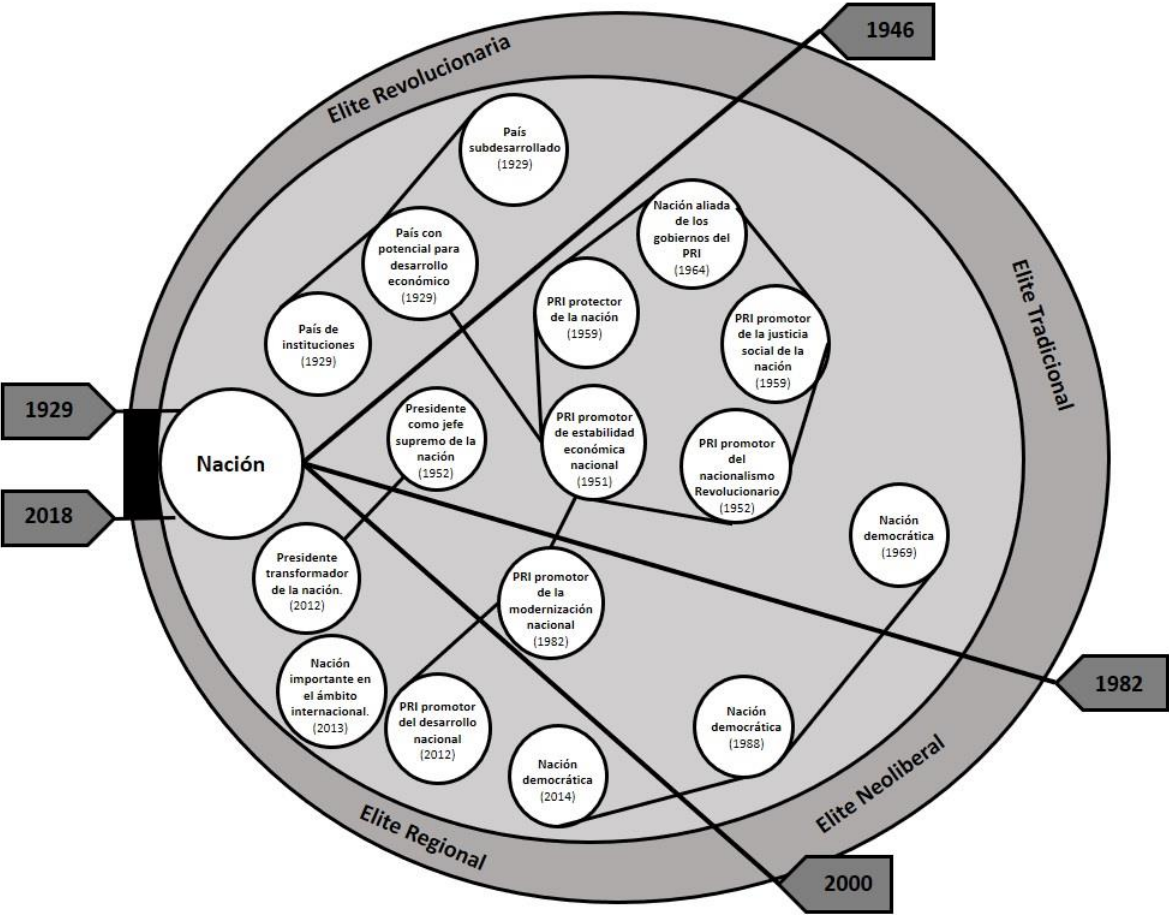 1946
Elite Revolucionaria
País
subdesarrollado
(1929)
Nación aliada
de los
gobiernos del
PRI
(1964)
País con
potencial para
desarrollo
económico
(1929)
PRI protector
de la nación
(1959)
Elite Tradicional
País de
instituciones
(1929)
PRI promotor
de la justicia
social de la
nación
(1959)
1929
Presidente
como jefe
supremo de la
nación
(1952)
PRI promotor
de estabilidad
económica
nacional
(1951)
PRI promotor
del
nacionalismo
Revolucionario
(1952)
Nación
2018
Nación
democrática
(1969)
Presidente
transformador
de la nación.
(2012)
PRI promotor
de la
modernización
nacional
(1982)
Nación
importante en
el ámbito
internacional.
(2013)
PRI promotor
del desarrollo
nacional
(2012)
1982
Nación
democrática
(1988)
Nación
democrática
(2014)
Elite Neoliberal
Elite Regional
2000